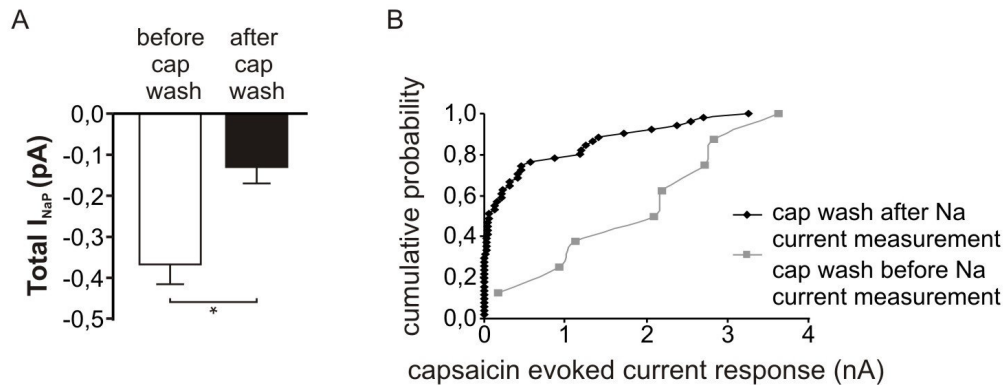 A
before
cap
wash
after
cap
wash
Total I_NaP (pA)
0,0
-0,1
-0,2
-0,3
-0,4
-0,5
*
B
cumulative probability
1,0
0,8
0,6
0,4
0,2
0,0
0
1
2
3
4
capsaicin evoked current response (nA)
cap wash after Na
current measurement
cap wash before Na
current measurement